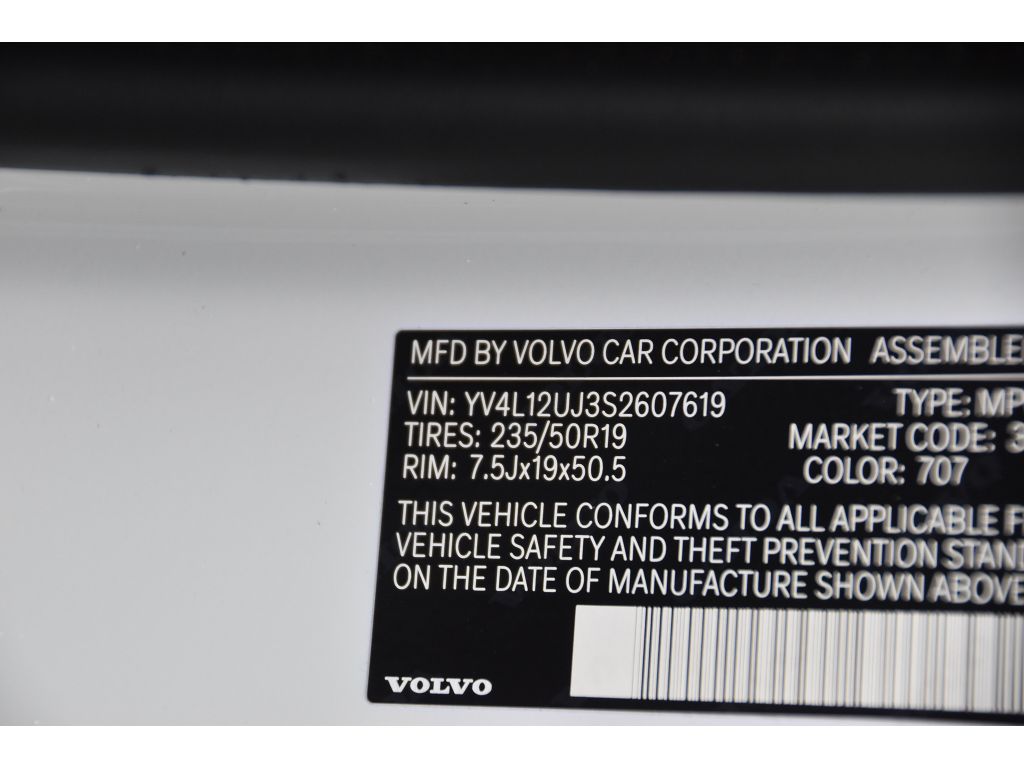 MFD BY VOLVO CAR CORPORATION ASSEMBLE
VIN: YV4L12UJ3S2607619 TYPE: MP
TIRES: 235/50R19 MARKET CODE: 3
RIM: 7.5Jx19x50.5 COLOR: 707
THIS VEHICLE CONFORMS TO ALL APPLICABLE F
VEHICLE SAFETY AND THEFT PREVENTION STAND
ON THE DATE OF MANUFACTURE SHOWN ABOVE
VOLVO